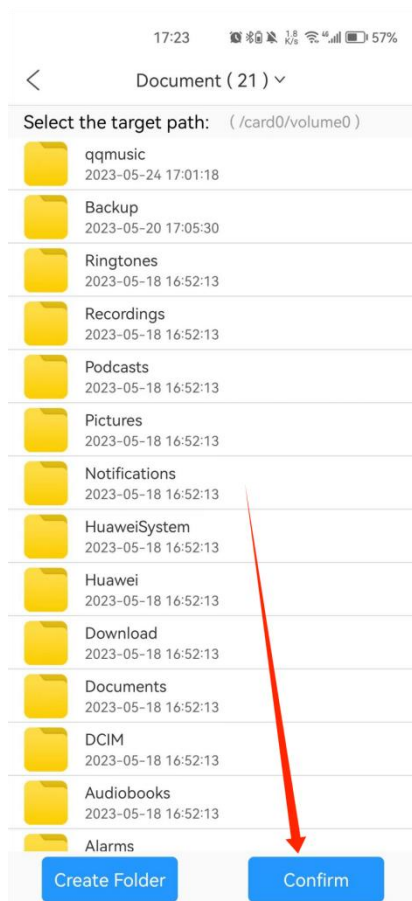 17:23 1.8 K/s 57%
Document ( 21 )
Select the target path: ( /card0/volume0 )
qqmusic
2023-05-24 17:01:18
Backup
2023-05-20 17:05:30
Ringtones
2023-05-18 16:52:13
Recordings
2023-05-18 16:52:13
Podcasts
2023-05-18 16:52:13
Pictures
2023-05-18 16:52:13
Notifications
2023-05-18 16:52:13
HuaweiSystem
2023-05-18 16:52:13
Huawei
2023-05-18 16:52:13
Download
2023-05-18 16:52:13
Documents
2023-05-18 16:52:13
DCIM
2023-05-18 16:52:13
Audiobooks
2023-05-18 16:52:13
Alarms
Create Folder Confirm